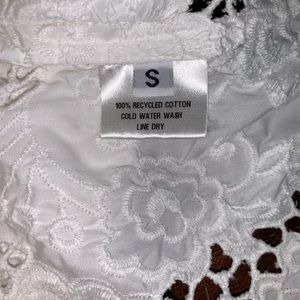 S
100% RECYCLED COTTON
COLD WATER WASH
LINE DRY